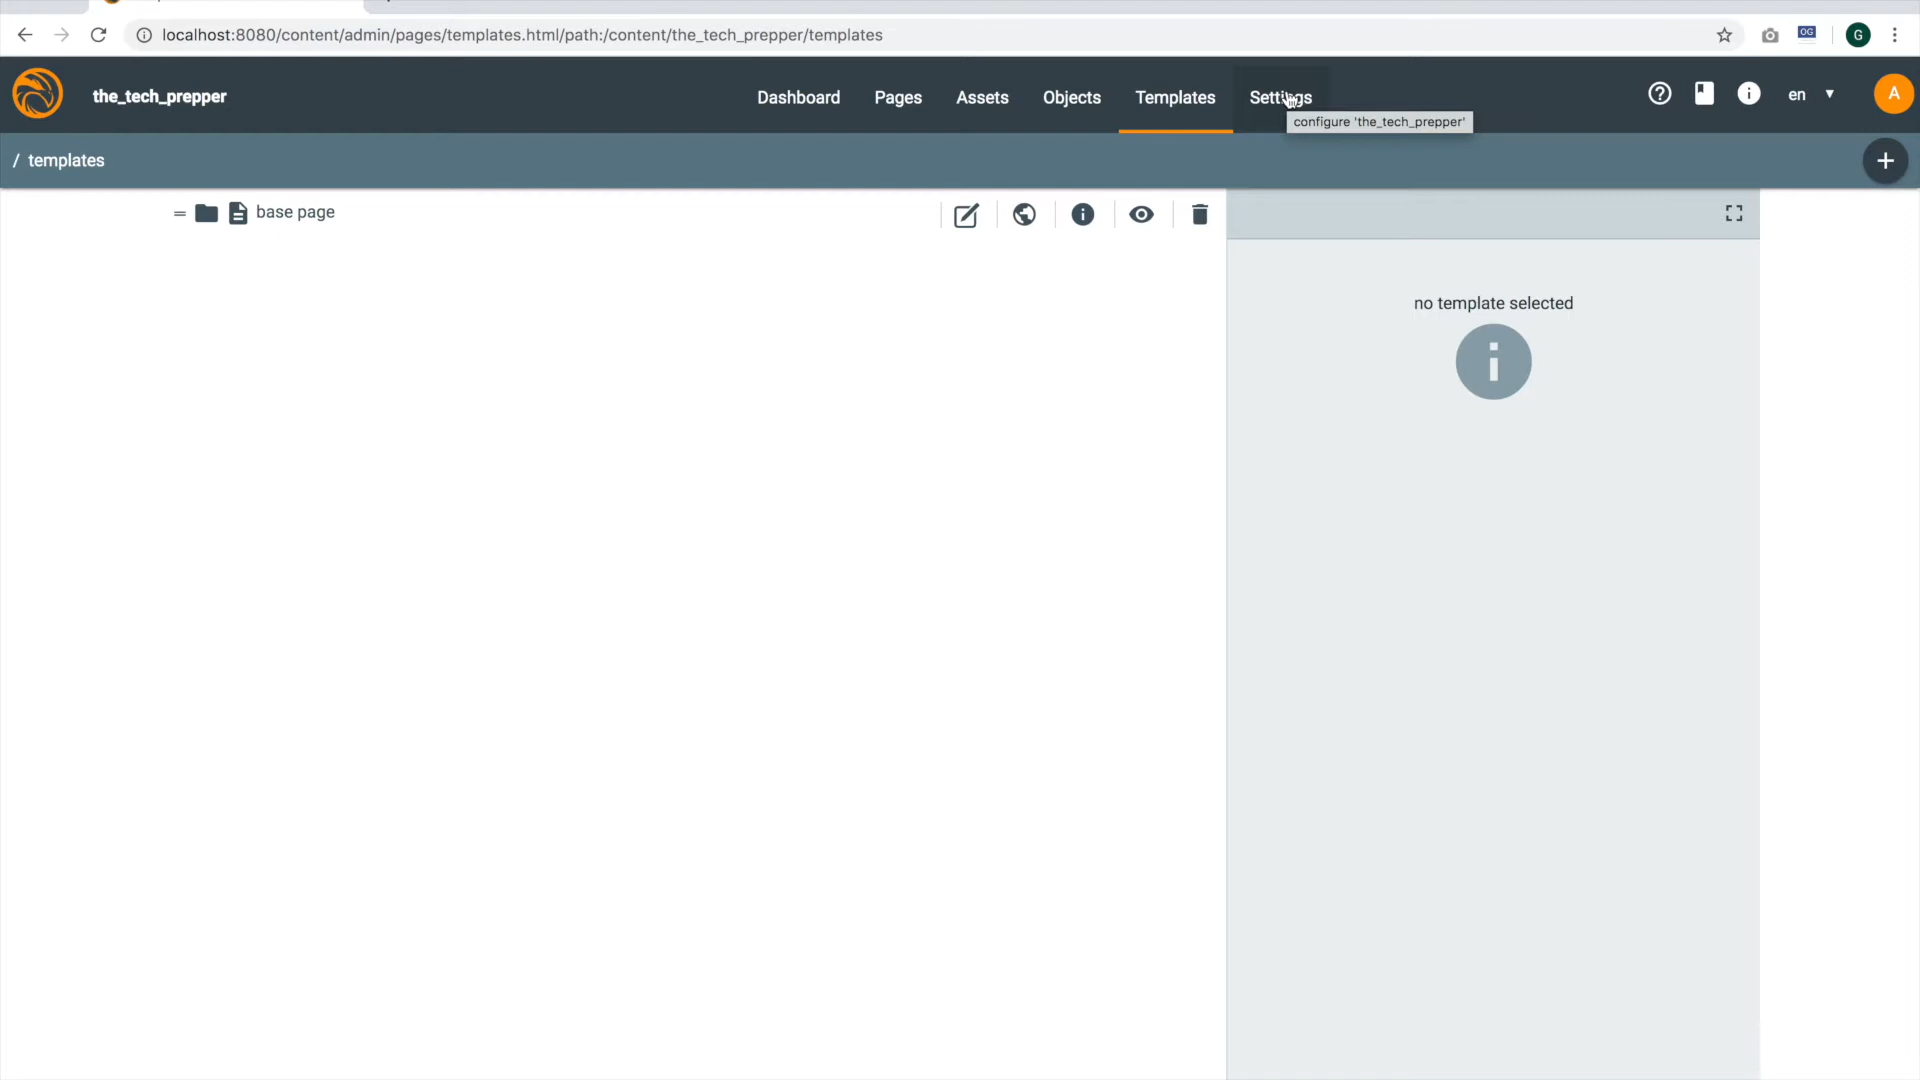 localhost:8080/content/admin/pages/templates.html/path:/content/the_tech_prepper/templates
OG
G
the_tech_prepper
Dashboard
Pages
Assets
Objects
Templates
Settings
en
A
configure 'the_tech_prepper'
/ templates
base page
no template selected